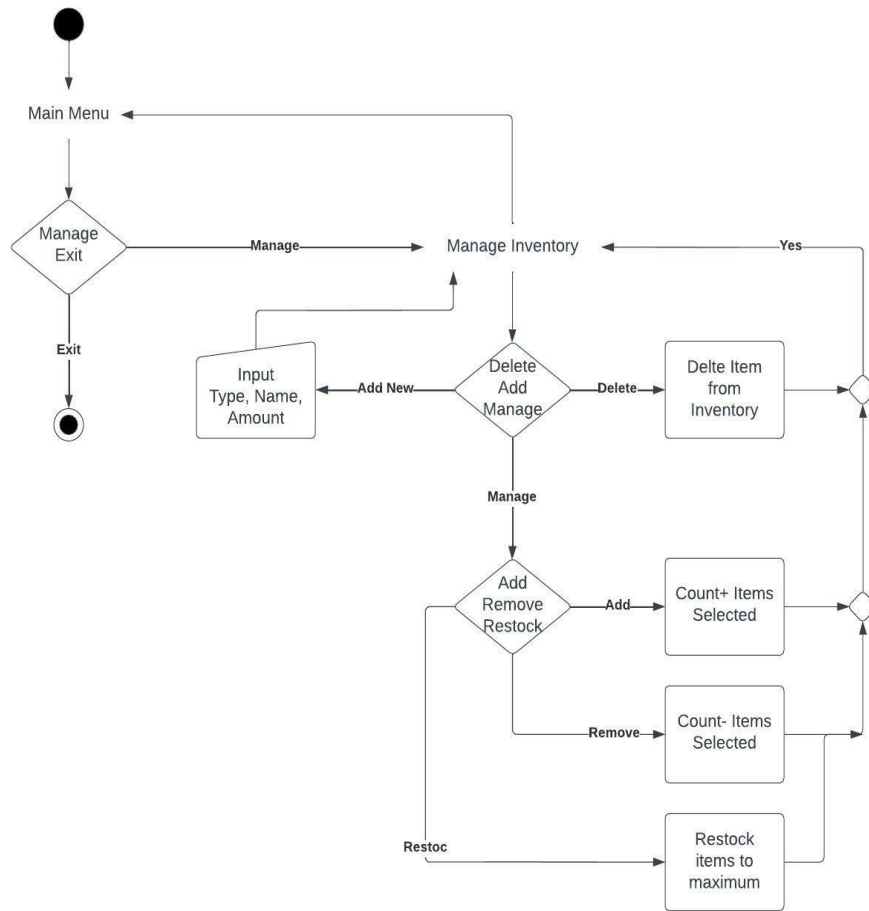 Main Menu
Manage
Exit
Manage
Manage Inventory
Yes
Exit
Input
Type, Name,
Amount
Add New
Delete
Add
Manage
Delete
Delte Item
from
Inventory
Manage
Add
Remove
Restock
Add
Count+ Items
Selected
Remove
Count- Items
Selected
Restoc
Restock
items to
maximum